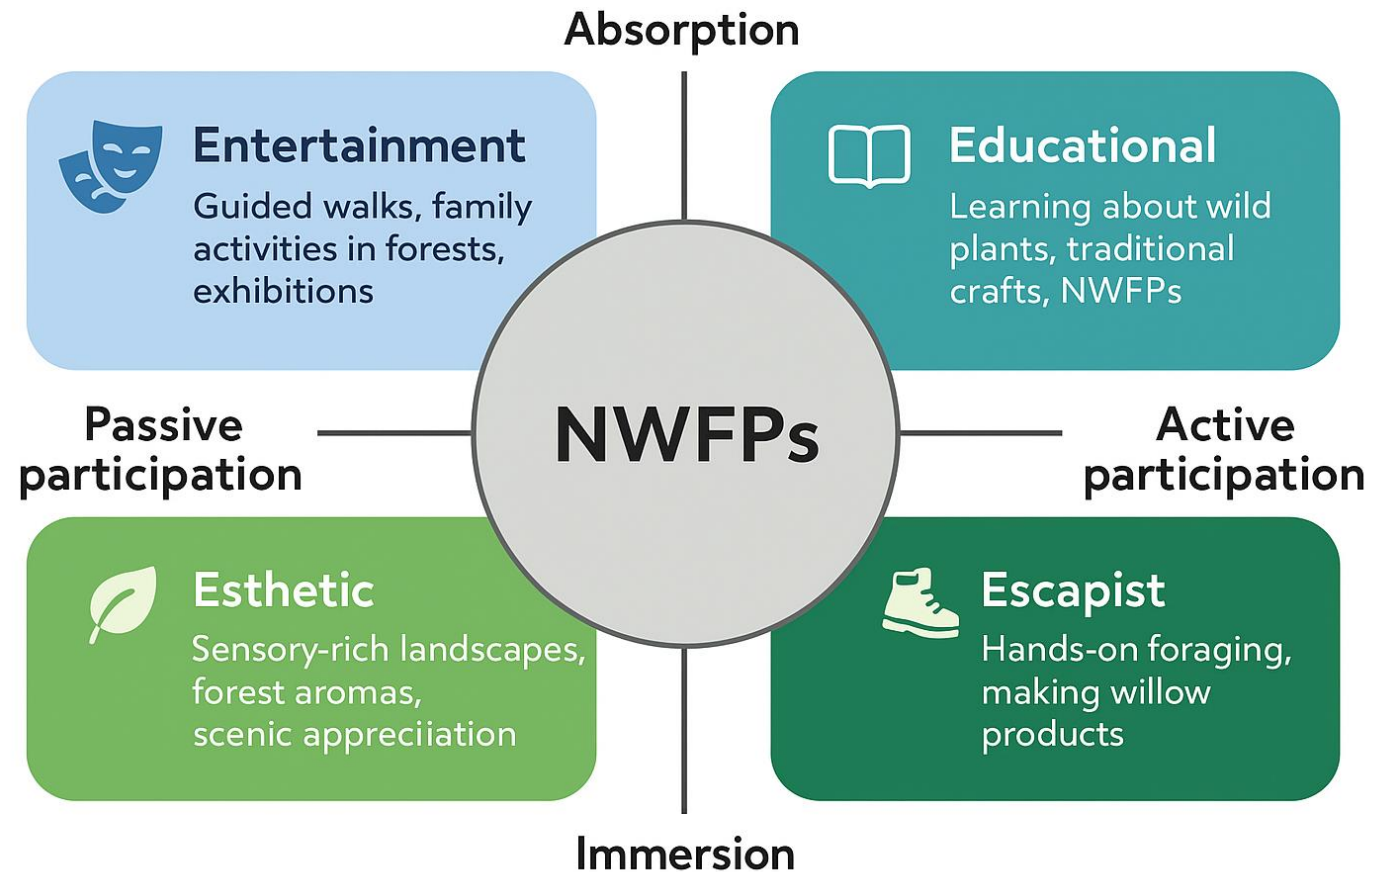 Absorption
Entertainment
Guided walks, family
activities in forests,
exhibitions
Educational
Learning about wild
plants, traditional
crafts, NWFPs
Passive
participation
NWFPs
Active
participation
Esthetic
Sensory-rich landscapes,
forest aromas,
scenic appreciiation
Escapist
Hands-on foraging,
making willow
products
Immersion